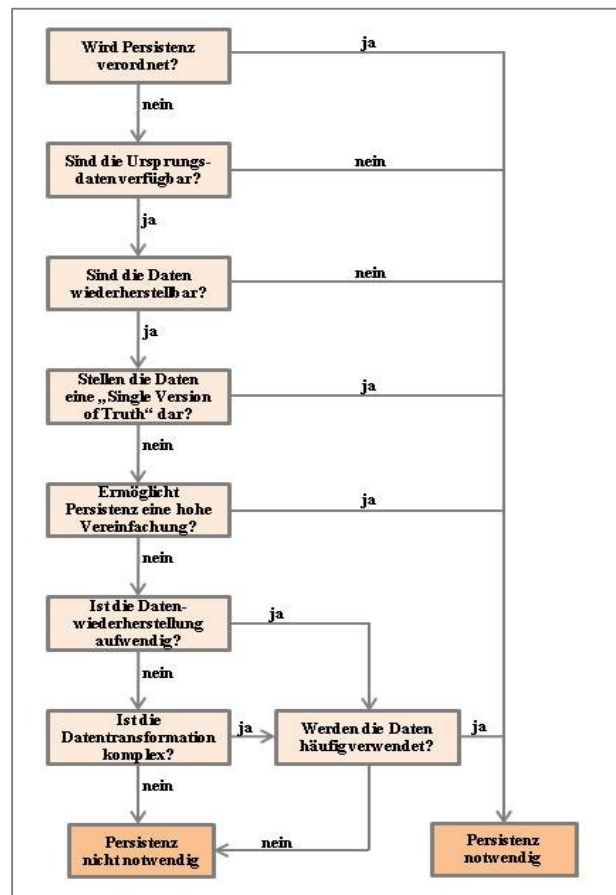 Wird Persistenz
verordnet?
ja
nein
Sind die Ursprungs-
daten verfügbar?
nein
ja
Sind die Daten
wiederherstellbar?
nein
ja
Stellen die Daten
eine „Single Version
of Truth“ dar?
ja
nein
Ermöglicht
Persistenz eine hohe
Vereinfachung?
ja
nein
Ist die Daten-
wiederherstellung
aufwendig?
ja
nein
Ist die
Datentransformation
komplex?
ja
Werden die Daten
häufig verwendet?
ja
nein
nein
Persistenz
nicht notwendig
Persistenz
notwendig